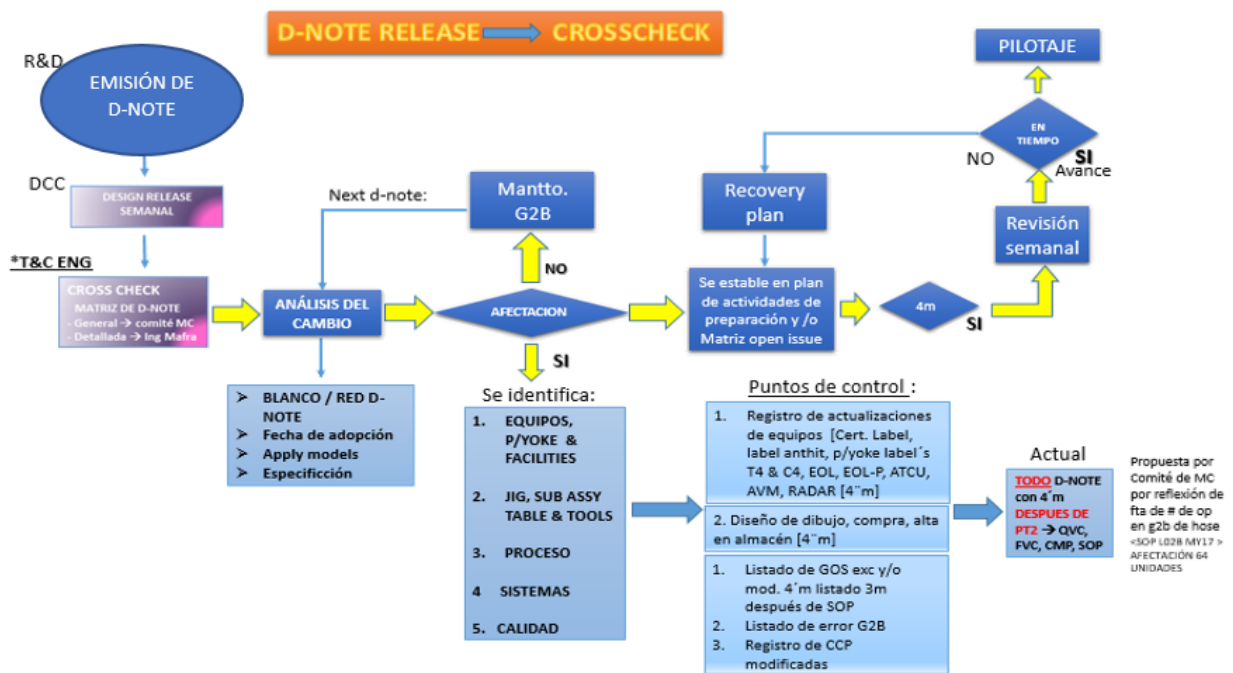 D-NOTE RELEASE CROSSCHECK
R&D
EMISIÓN DE
D-NOTE
DCC
DESIGN RELEASE
SEMANAL
*T&C ENG
CROSS CHECK
MATRIZ DE D-NOTE
- General → comité MC
- Detallada → Ing Mafra
ANÁLISIS DEL
CAMBIO
➤ BLANCO / RED D-
NOTE
➤ Fecha de adopción
➤ Apply models
➤ Especificción
Next d-note:
Mantto.
G2B
NO
AFECTACION
SI
Se identifica:
1. EQUIPOS,
P/YOKE &
FACILITIES
2. JIG, SUB ASSY
TABLE & TOOLS
3. PROCESO
4 SISTEMAS
5. CALIDAD
Recovery
plan
Se estable en plan
de actividades de
preparación y /o
Matriz open issue
4m
SI
Revisión
semanal
EN
TIEMPO
NO
SI
Avance
PILOTAJE
Puntos de control :
1. Registro de actualizaciones
de equipos [Cert. Label,
label anthit, p/yoke label´s
T4 & C4, EOL, EOL-P, ATCU,
AVM, RADAR [4¨m]
2. Diseño de dibujo, compra, alta
en almacén [4¨m]
1. Listado de GOS exc y/o
mod. 4´m listado 3m
después de SOP
2. Listado de error G2B
3. Registro de CCP
modificadas
Actual
TODO D-NOTE
con 4´m
DESPUES DE
PT2 → QVC,
FVC, CMP, SOP
Propuesta por
Comité de MC
por reflexión de
fta de # de op
en g2b de hose
<SOP L02B MY17 >
AFECTACIÓN 64
UNIDADES